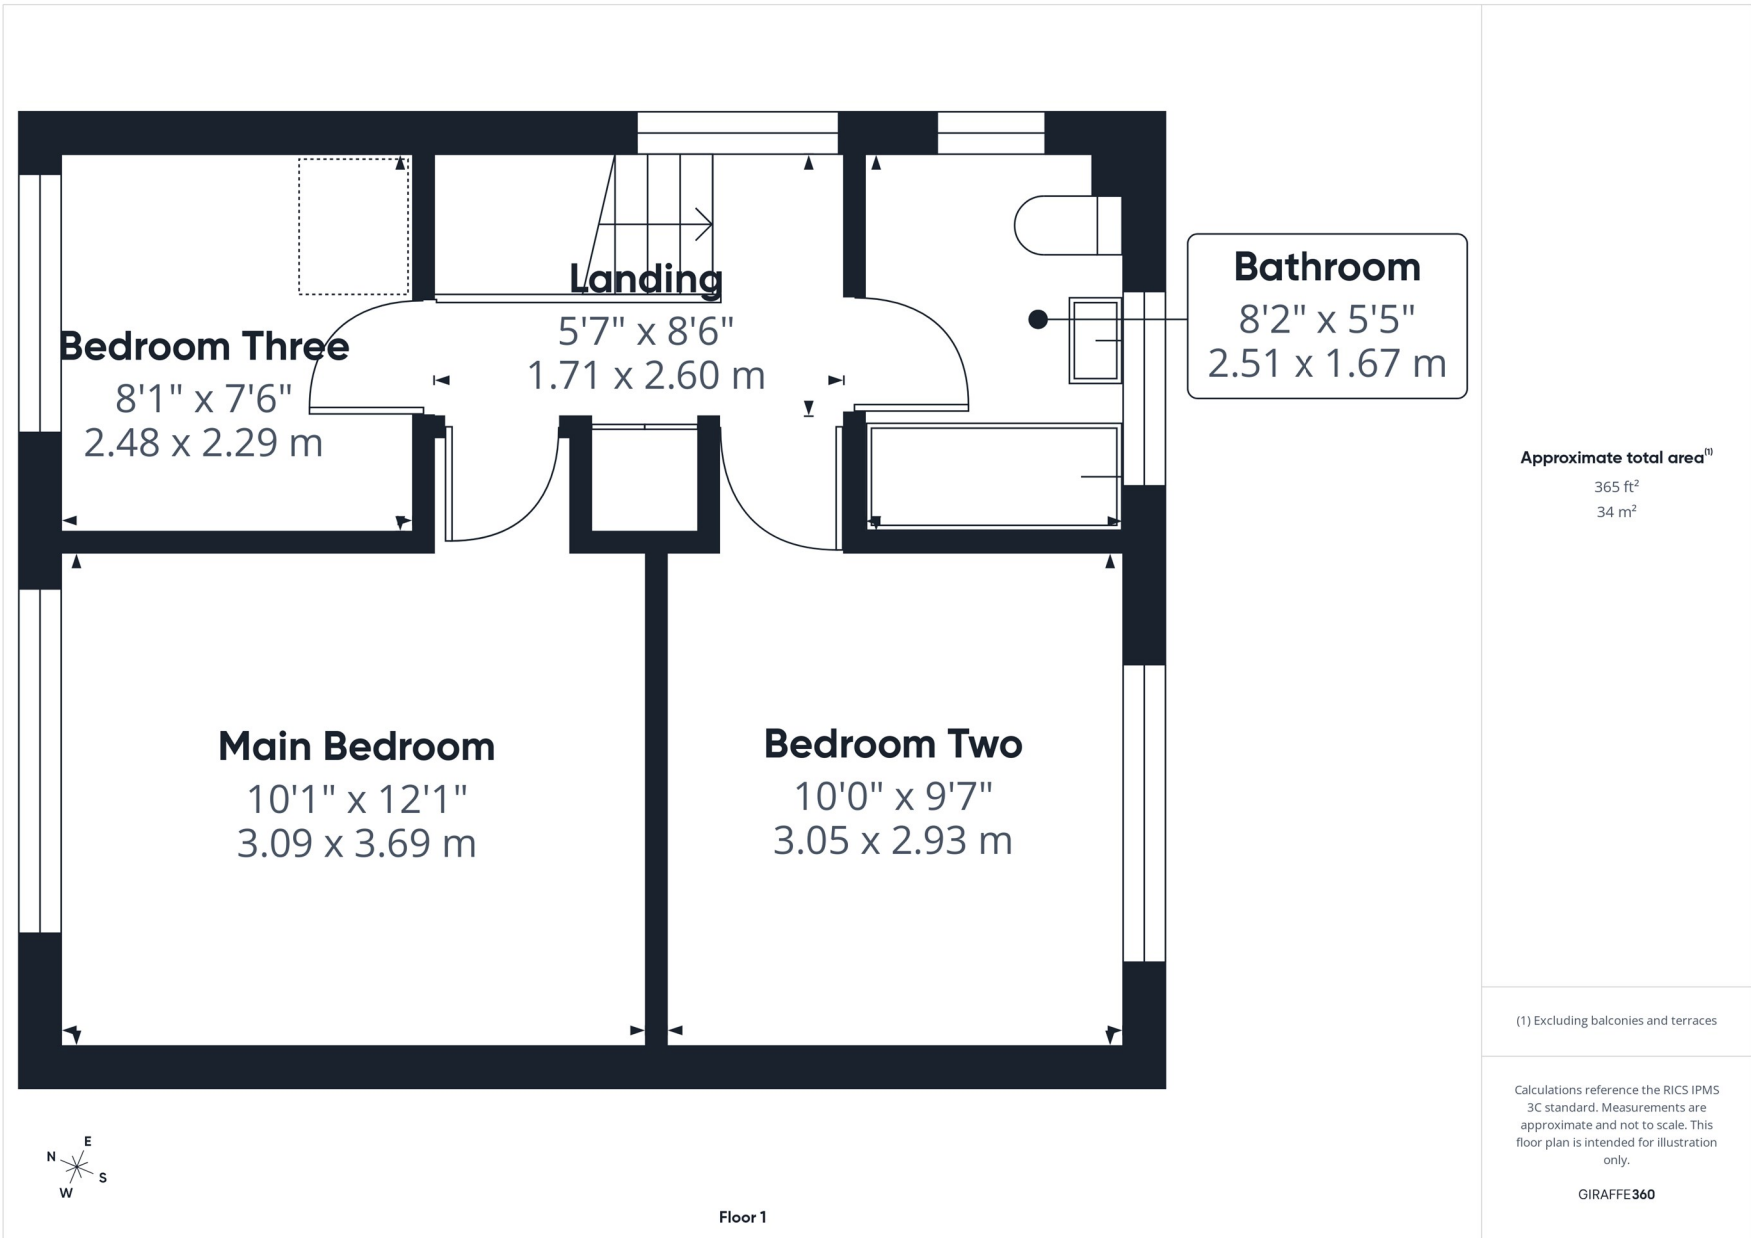 Bedroom Three
8'1" x 7'6"
2.48 x 2.29 m
Landing
5'7" x 8'6"
1.71 x 2.60 m
Bathroom
8'2" x 5'5"
2.51 x 1.67 m
Main Bedroom
10'1" x 12'1"
3.09 x 3.69 m
Bedroom Two
10'0" x 9'7"
3.05 x 2.93 m
Approximate total area(1)
365 ft²
34 m²
(1) Excluding balconies and terraces
Calculations reference the RICS IPMS
3C standard. Measurements are
approximate and not to scale. This
floor plan is intended for illustration
only.
GIRAFFE360
E
N
S
W
Floor 1